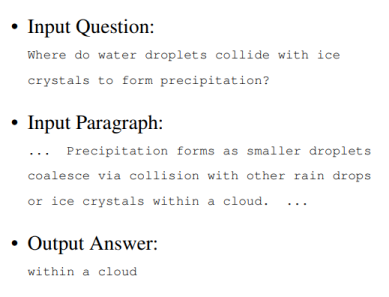 • Input Question:
Where do water droplets collide with ice
crystals to form precipitation?
• Input Paragraph:
... Precipitation forms as smaller droplets
coalesce via collision with other rain drops
or ice crystals within a cloud. ...
• Output Answer:
within a cloud